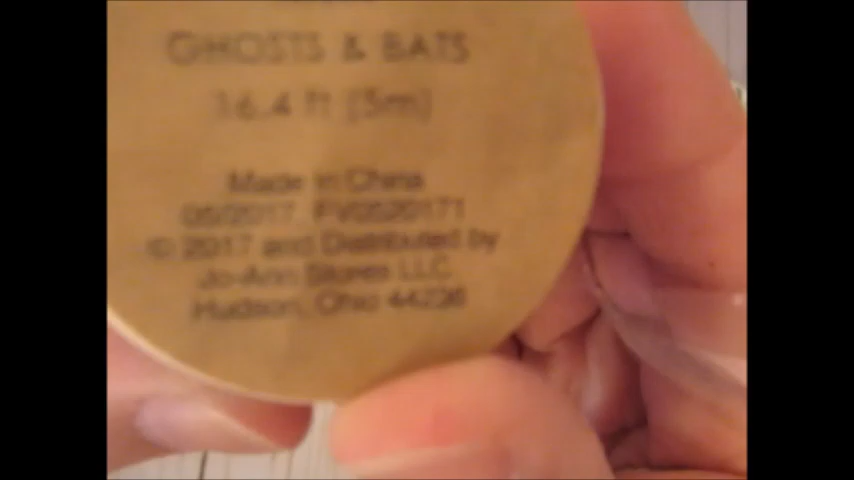 GHOSTS & BATS
16.4 ft (5m)
Made in China
05/2017 FV0520171
© 2017 and Distributed by
Jo-Ann Stores LLC
Hudson, Ohio 44236